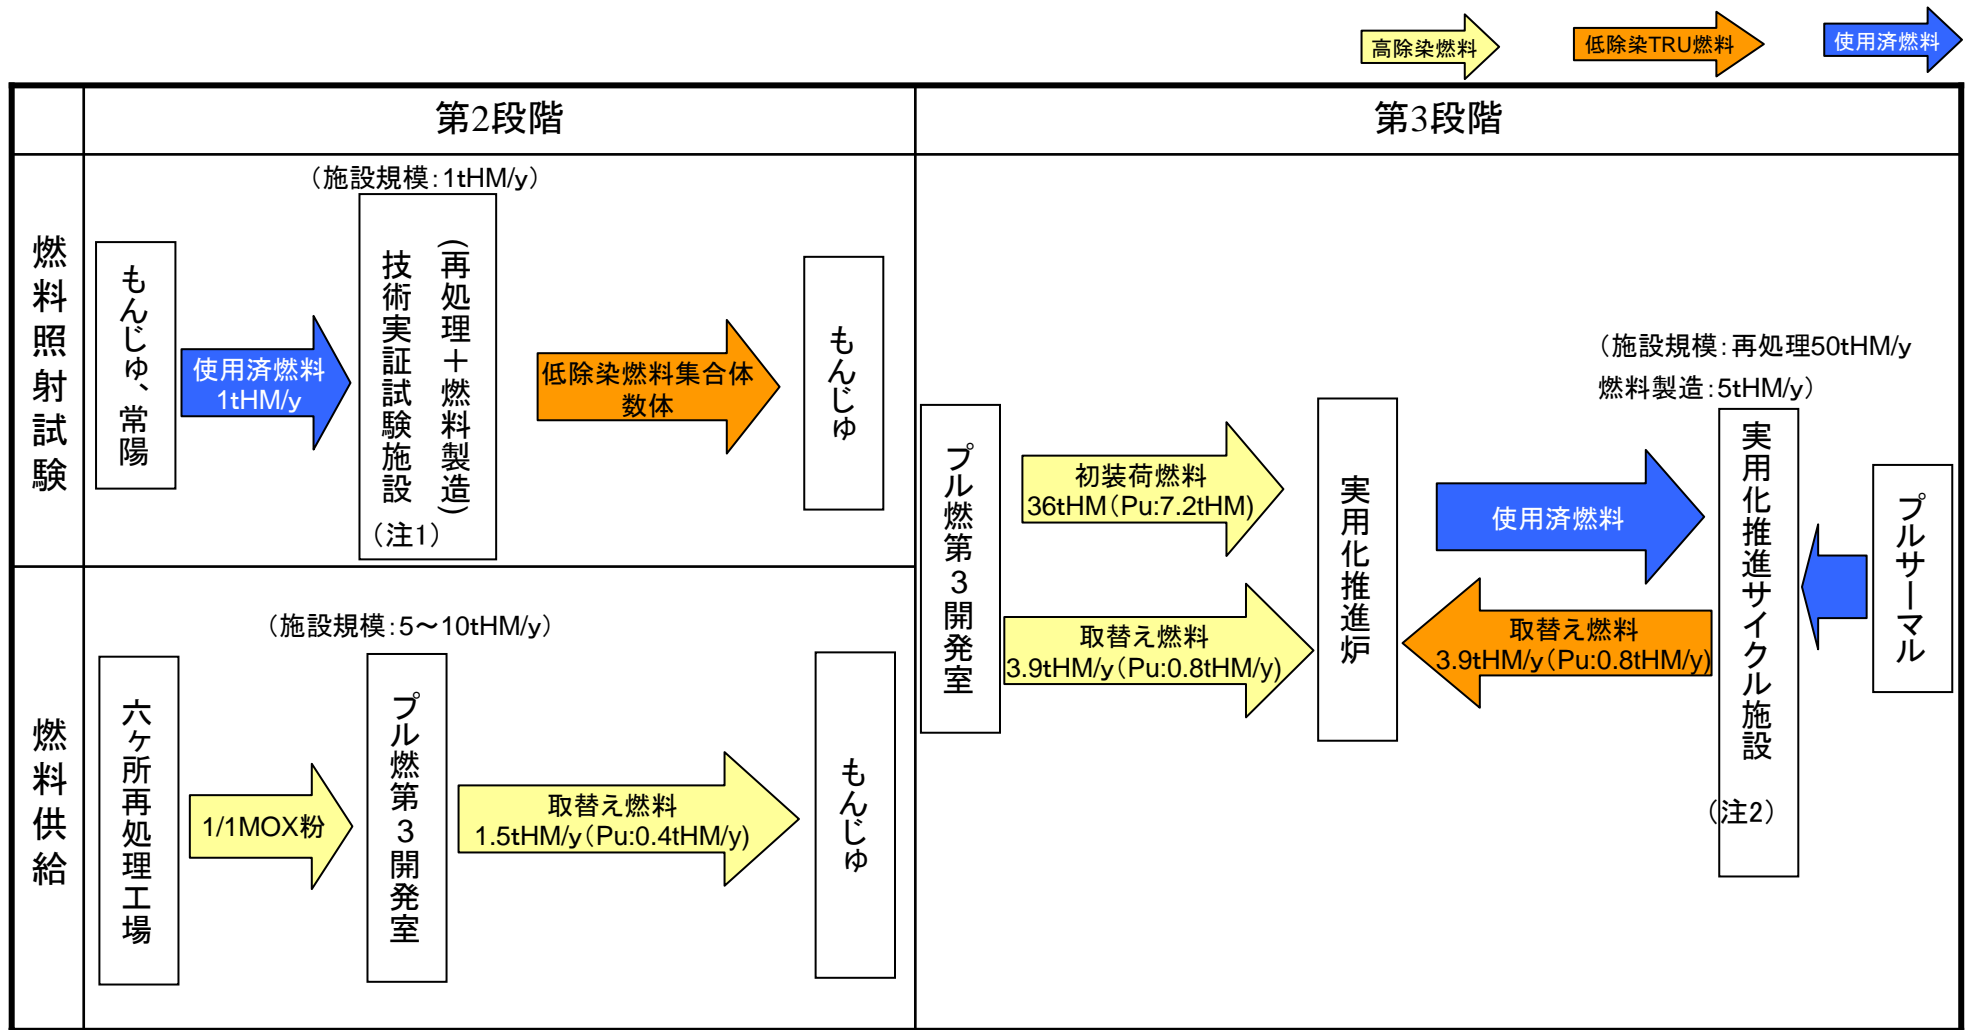 高除染燃料
低除染TRU燃料
使用済燃料
第2段階
第3段階
燃料照射試験
（施設規模：1tHM/y）
もんじゅ、常陽
使用済燃料
1tHM/y
（再処理＋燃料製造）
技術実証試験施設
（注1）
低除染燃料集合体
数体
もんじゅ
燃料供給
（施設規模：5～10tHM/y）
六ヶ所再処理工場
1/1MOX粉
プル燃第3開発室
取替え燃料
1.5tHM/y（Pu:0.4tHM/y)
もんじゅ
プル燃第3開発室
初装荷燃料
36tHM（Pu:7.2tHM)
取替え燃料
3.9tHM/y（Pu:0.8tHM/y)
実用化推進炉
使用済燃料
取替え燃料
3.9tHM/y（Pu:0.8tHM/y)
（施設規模：再処理50tHM/y
燃料製造：5tHM/y）
実用化推進サイクル施設
（注2）
プルサーマル